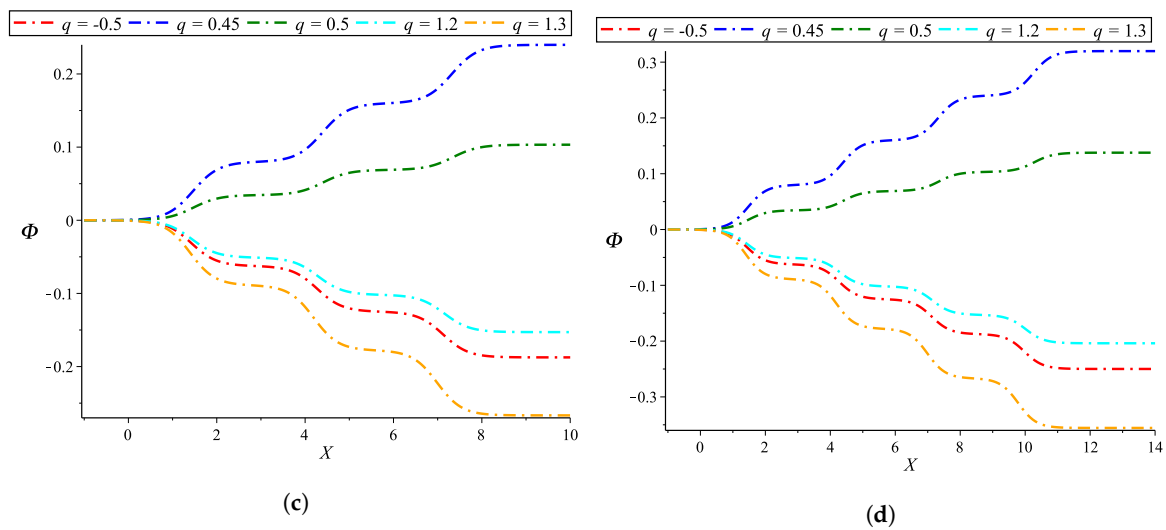 q = -0.5 q = 0.45 q = 0.5 q = 1.2 q = 1.3
0.2
0.1
0
-0.1
-0.2
Φ
0 2 4 6 8 10
X
(c)
q = -0.5 q = 0.45 q = 0.5 q = 1.2 q = 1.3
0.3
0.2
0.1
0
-0.1
-0.2
-0.3
Φ
0 2 4 6 8 10 12 14
X
(d)